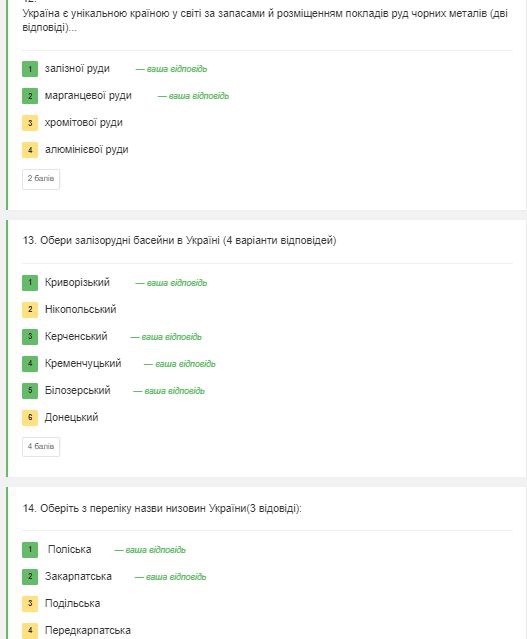 Україна є унікальною країною у світі за запасами й розміщенням покладів руд чорних металів (дві
відповіді)...
1 залізної руди — ваша відповідь
2 марганцевої руди — ваша відповідь
3 хромітової руди
4 алюмінієвої руди
2 балів
13. Обери залізорудні басейни в Україні (4 варіанти відповідей)
1 Криворізький — ваша відповідь
2 Нікопольський
3 Керченський — ваша відповідь
4 Кременчуцький — ваша відповідь
5 Білозерський — ваша відповідь
6 Донецький
4 балів
14. Оберіть з переліку назви низовин України(3 відовіді):
1 Поліська — ваша відповідь
2 Закарпатська — ваша відповідь
3 Подільська
4 Передкарпатська